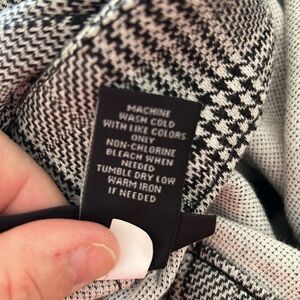 MACHINE
WASH COLD
WITH LIKE COLORS
ONLY
NON-CHLORINE
BLEACH WHEN
NEEDED
TUMBLE DRY LOW
WARM IRON
IF NEEDED